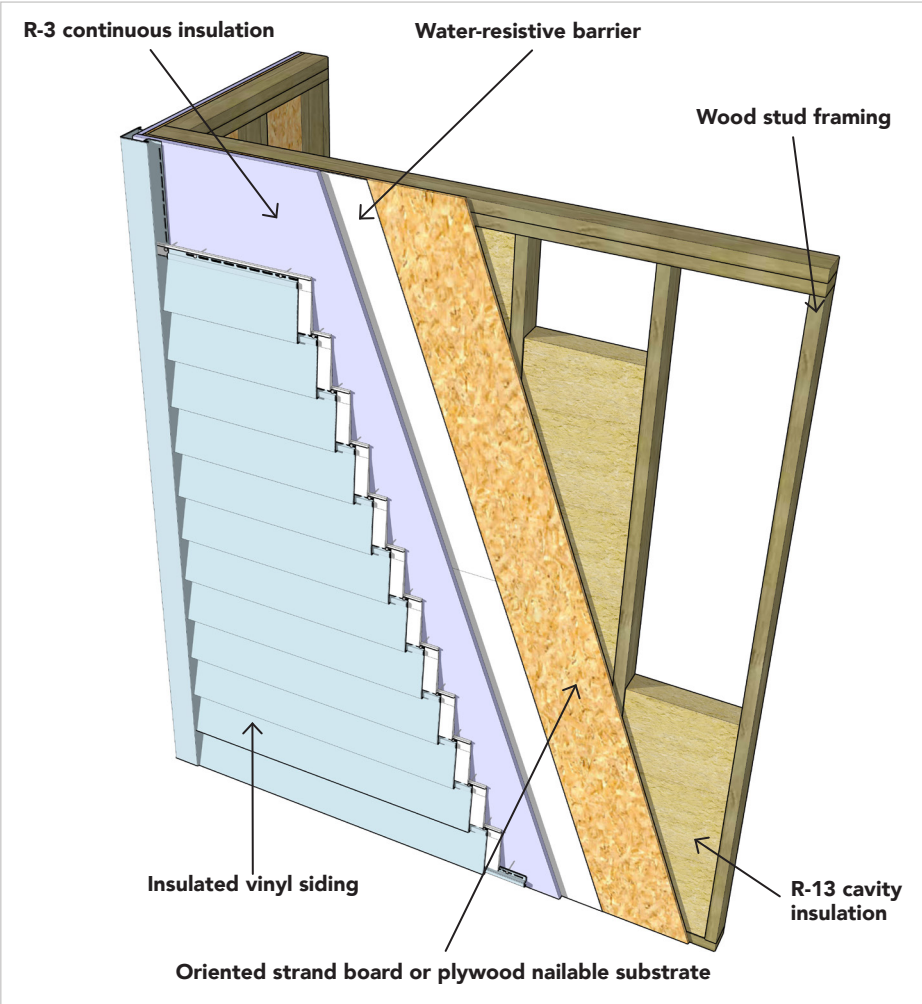 R-3 continuous insulation
Water-resistive barrier
Wood stud framing
Insulated vinyl siding
R-13 cavity
insulation
Oriented strand board or plywood nailable substrate